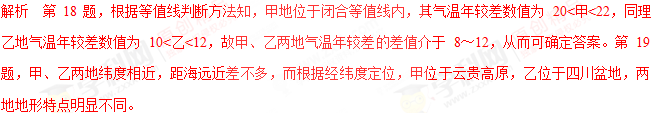 解析　第 18 题，根据等值线判断方法知，甲地位于闭合等值线内，其气温年较差数值为 20<甲<22，同理
乙地气温年较差数值为 10<乙<12，故甲、乙两地气温年较差的差值介于 8～12，从而可确定答案。第 19
题，甲、乙两地纬度相近，距海远近差不多，而根据经纬度定位，甲位于云贵高原，乙位于四川盆地，两
地地形特点明显不同。